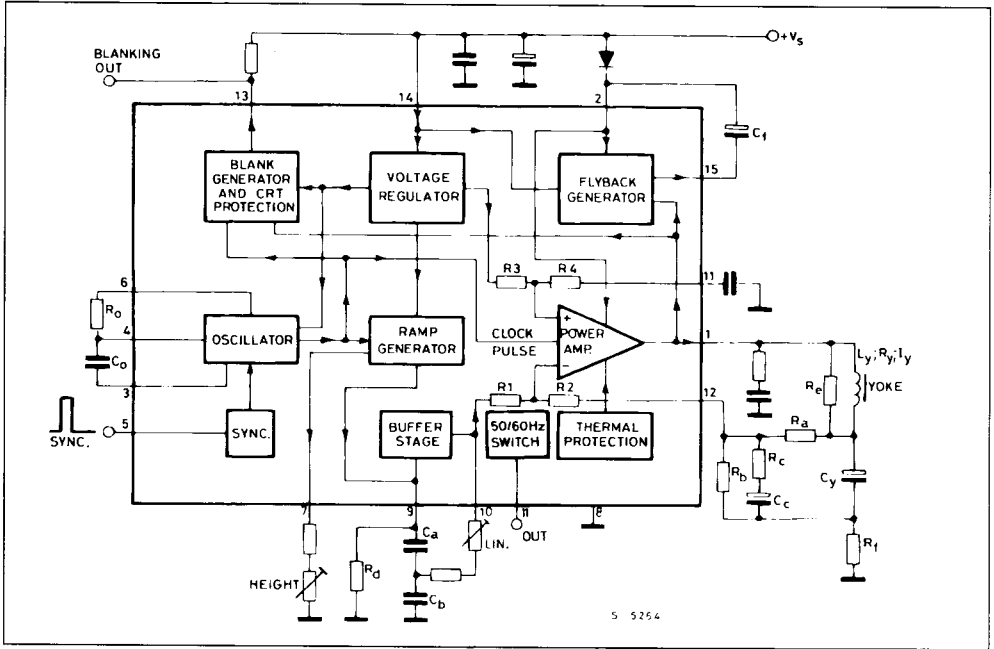 BLANKING
OUT
+Vs
13
14
2
Cf
15
BLANK
GENERATOR
AND CRT
PROTECTION
VOLTAGE
REGULATOR
FLYBACK
GENERATOR
R3
R4
11
6
Ro
4
Co
3
OSCILLATOR
RAMP
GENERATOR
CLOCK
PULSE
+
POWER
AMP.
−
1
Ly;Ry;Iy
YOKE
Re
R1
R2
12
SYNC.
5
SYNC.
BUFFER
STAGE
50/60Hz
SWITCH
THERMAL
PROTECTION
Ra
Rb
Rc
Cc
Cy
Rf
7
9
10
11
8
OUT
HEIGHT
Rd
Ca
Cb
LIN.
S 5264